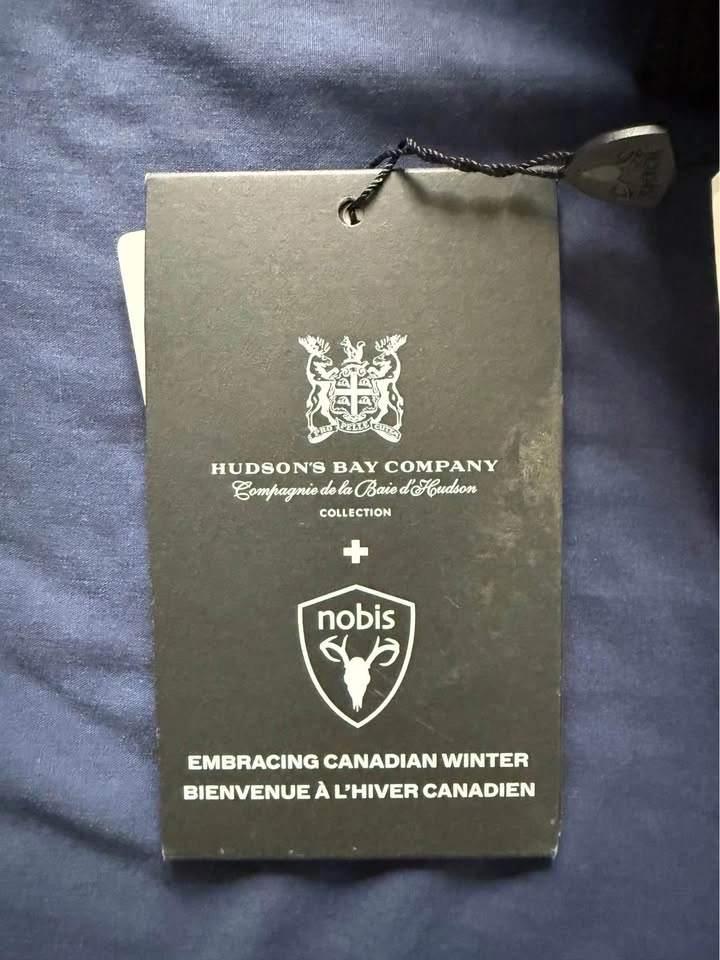 PRO PELLE CUTEM
HUDSON'S BAY COMPANY
Compagnie de la Baie d'Hudson
COLLECTION
+
nobis
EMBRACING CANADIAN WINTER
BIENVENUE À L'HIVER CANADIEN
nobis